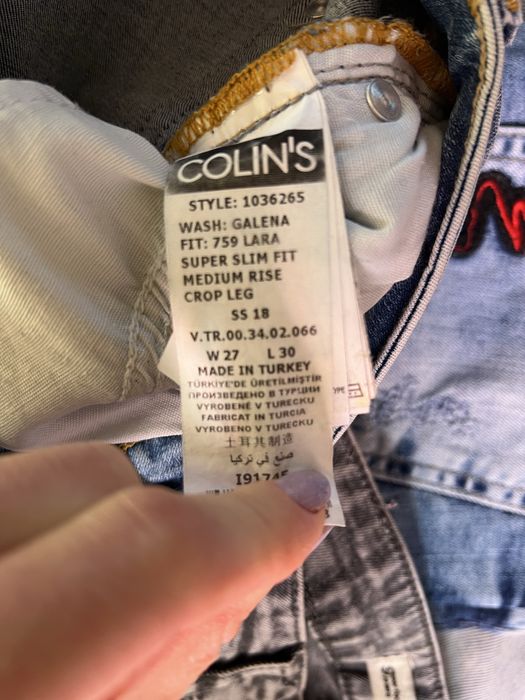 COLIN'S
STYLE: 1036265
WASH: GALENA
FIT: 759 LARA
SUPER SLIM FIT
MEDIUM RISE
CROP LEG
SS 18
V.TR.00.34.02.066
W 27 L 30
MADE IN TURKEY
TÜRKİYE'DE ÜRETİLMİŞTİR
ПРОИЗВЕДЕНО В ТУРЦИИ
VYROBENÉ V TURECKU
FABRICAT IN TURCIA
VYROBENO V TURECKU
土耳其制造
صنع في تركيا